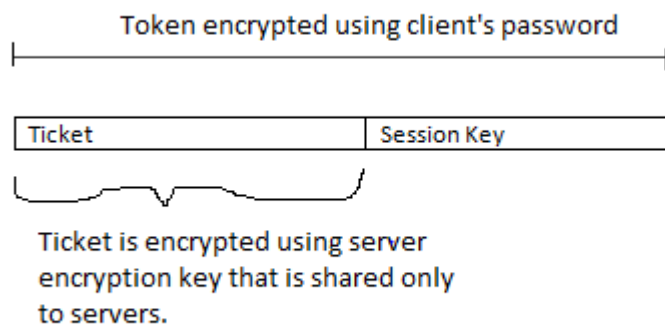 Token encrypted using client's password
Ticket
Session Key
Ticket is encrypted using server
encryption key that is shared only
to servers.